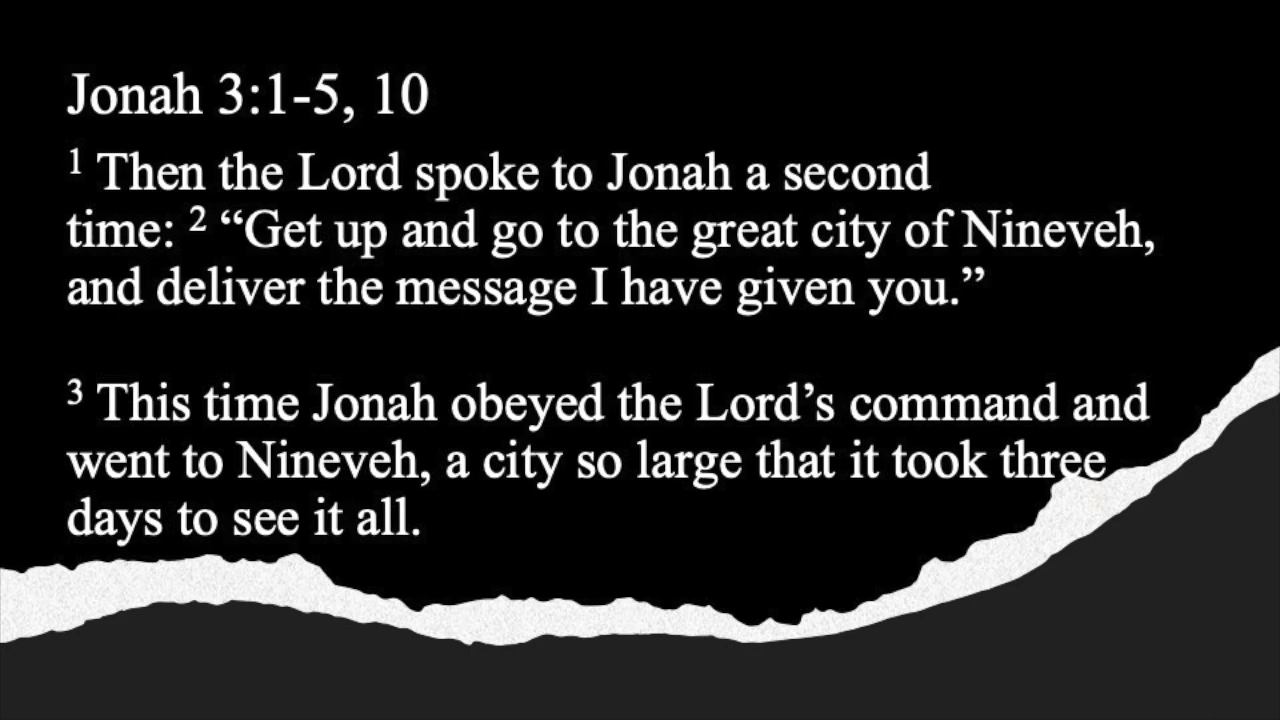 Jonah 3:1-5, 10
1 Then the Lord spoke to Jonah a second
time: 2 “Get up and go to the great city of Nineveh,
and deliver the message I have given you.”
3 This time Jonah obeyed the Lord’s command and
went to Nineveh, a city so large that it took three
days to see it all.